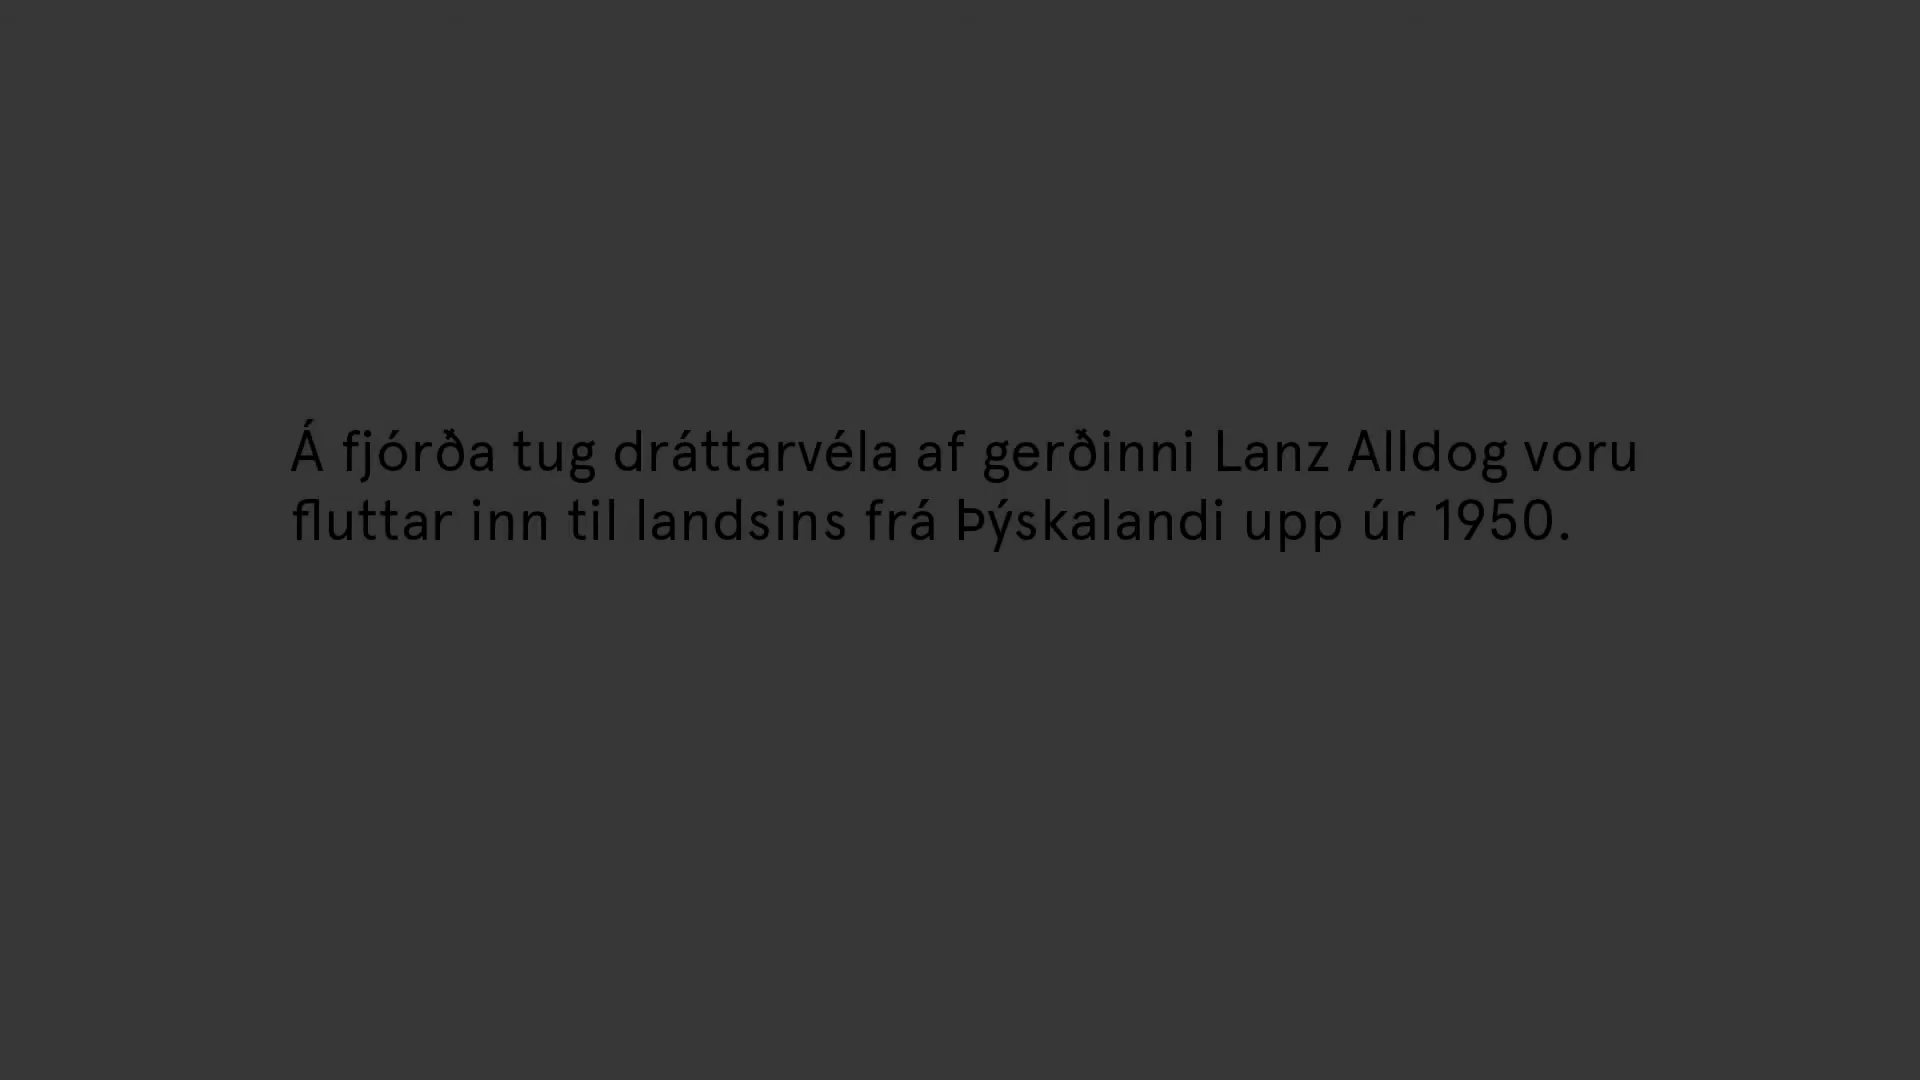 Á fjórða tug dráttarvéla af gerðinni Lanz Alldog voru
fluttar inn til landsins frá Þýskalandi upp úr 1950.